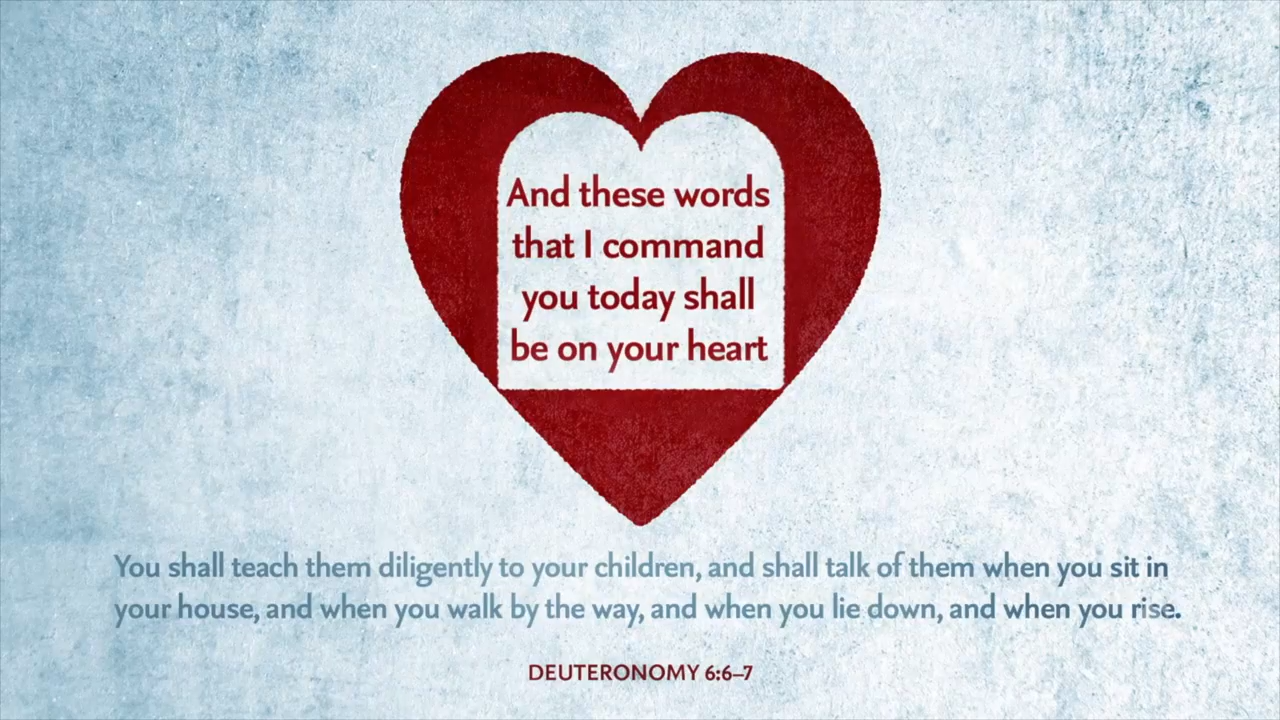 And these words
that I command
you today shall
be on your heart
You shall teach them diligently to your children, and shall talk of them when you sit in
your house, and when you walk by the way, and when you lie down, and when you rise.
DEUTERONOMY 6:6–7